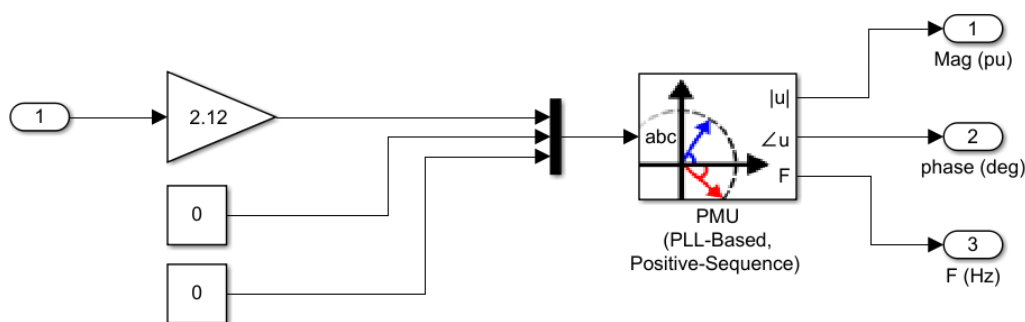 1
2.12
0
0
abc
|u|
∠u
F
PMU
(PLL-Based,
Positive-Sequence)
1
Mag (pu)
2
phase (deg)
3
F (Hz)